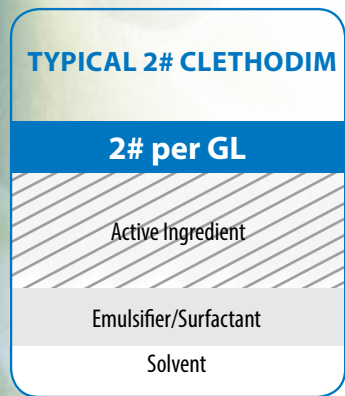 TYPICAL 2# CLETHODIM
2# per GL
Active Ingredient
Emulsifier/Surfactant
Solvent